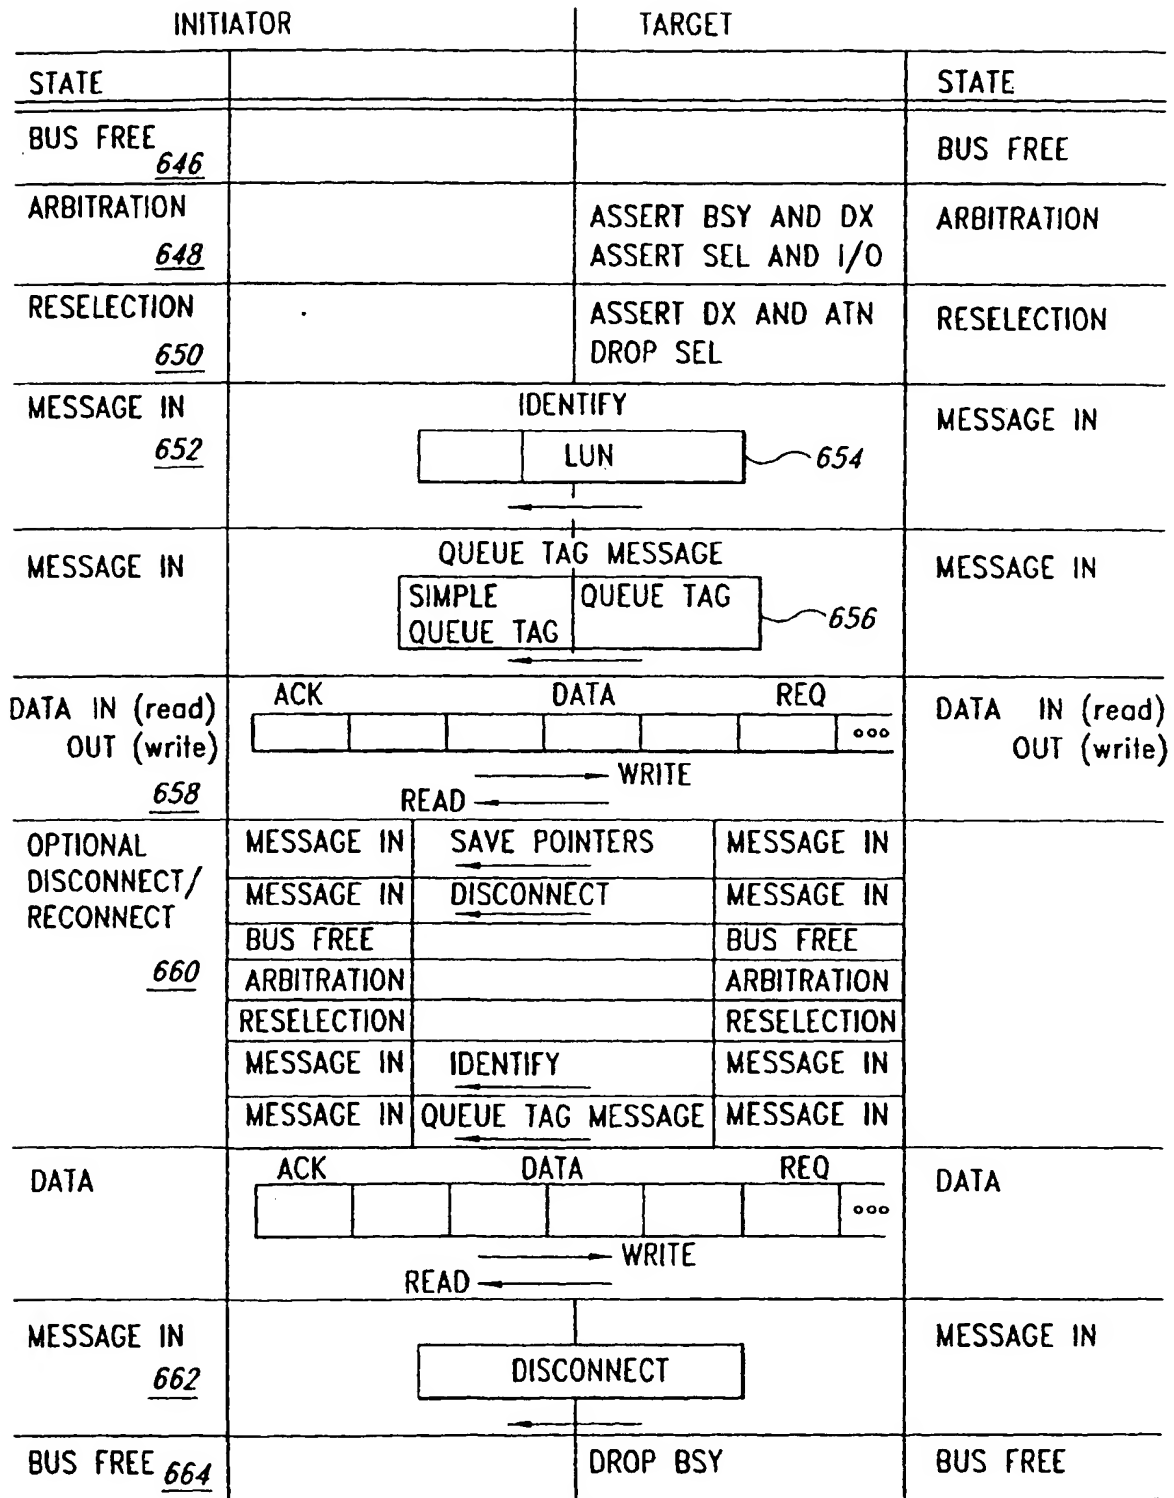 INITIATOR TARGET
STATE STATE
BUS FREE 646 BUS FREE
ARBITRATION ASSERT BSY AND DX ARBITRATION
648 ASSERT SEL AND I/O
RESELECTION ASSERT DX AND ATN RESELECTION
650 DROP SEL
MESSAGE IN IDENTIFY MESSAGE IN
652 LUN 654
MESSAGE IN QUEUE TAG MESSAGE MESSAGE IN
SIMPLE QUEUE TAG 656
QUEUE TAG
ACK DATA REQ
DATA IN (read) ooo DATA IN (read)
OUT (write) OUT (write)
WRITE
658 READ
OPTIONAL MESSAGE IN SAVE POINTERS MESSAGE IN
DISCONNECT/ MESSAGE IN DISCONNECT MESSAGE IN
RECONNECT BUS FREE BUS FREE
660 ARBITRATION ARBITRATION
RESELECTION RESELECTION
MESSAGE IN IDENTIFY MESSAGE IN
MESSAGE IN QUEUE TAG MESSAGE MESSAGE IN
ACK DATA REQ
DATA ooo DATA
WRITE
READ
MESSAGE IN MESSAGE IN
662 DISCONNECT
BUS FREE 664 DROP BSY BUS FREE